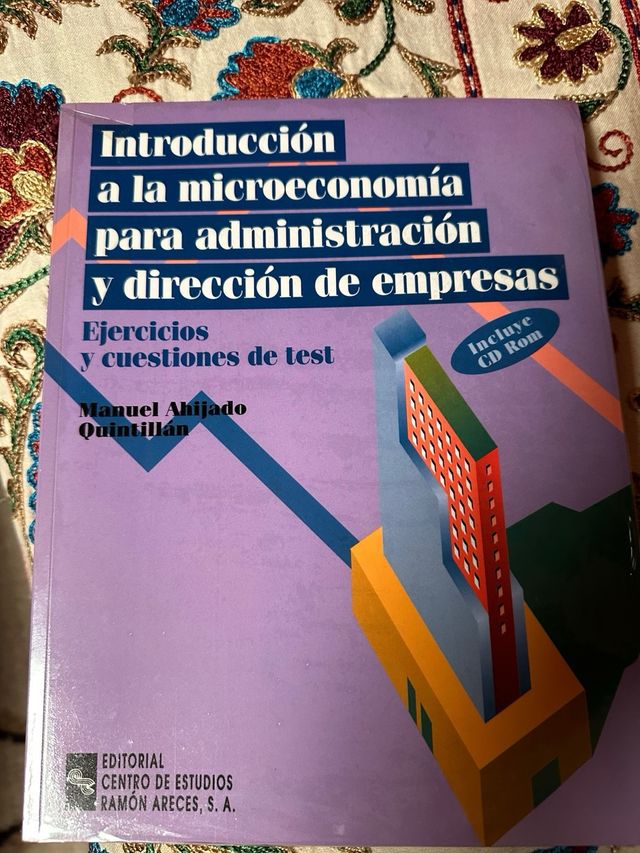 Introducción
a la microeconomía
para administración
y dirección de empresas
Ejercicios
y cuestiones de test
Incluye
CD Rom
Manuel Ahijado
Quintillán
EDITORIAL
CENTRO DE ESTUDIOS
RAMÓN ARECES, S. A.